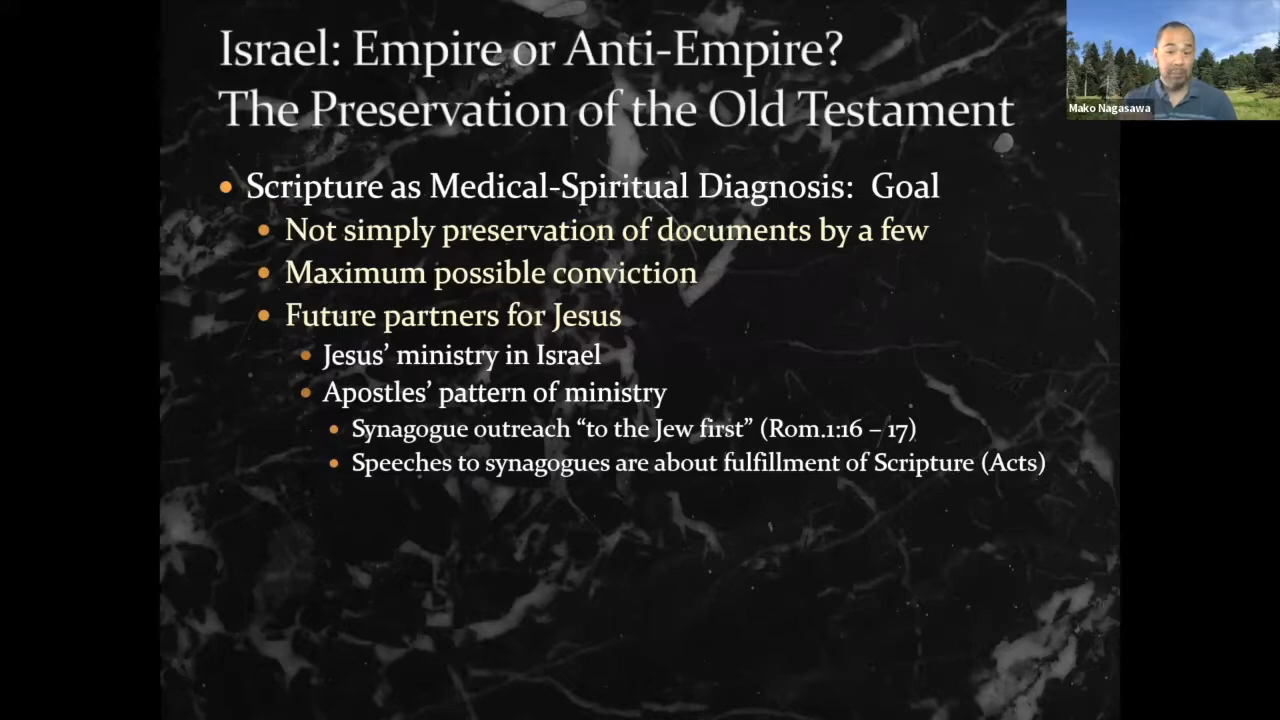 Israel: Empire or Anti-Empire?
The Preservation of the Old Testament
Mako Nagasawa
• Scripture as Medical-Spiritual Diagnosis: Goal
• Not simply preservation of documents by a few
• Maximum possible conviction
• Future partners for Jesus
• Jesus’ ministry in Israel
• Apostles’ pattern of ministry
• Synagogue outreach “to the Jew first” (Rom.1:16 – 17)
• Speeches to synagogues are about fulfillment of Scripture (Acts)